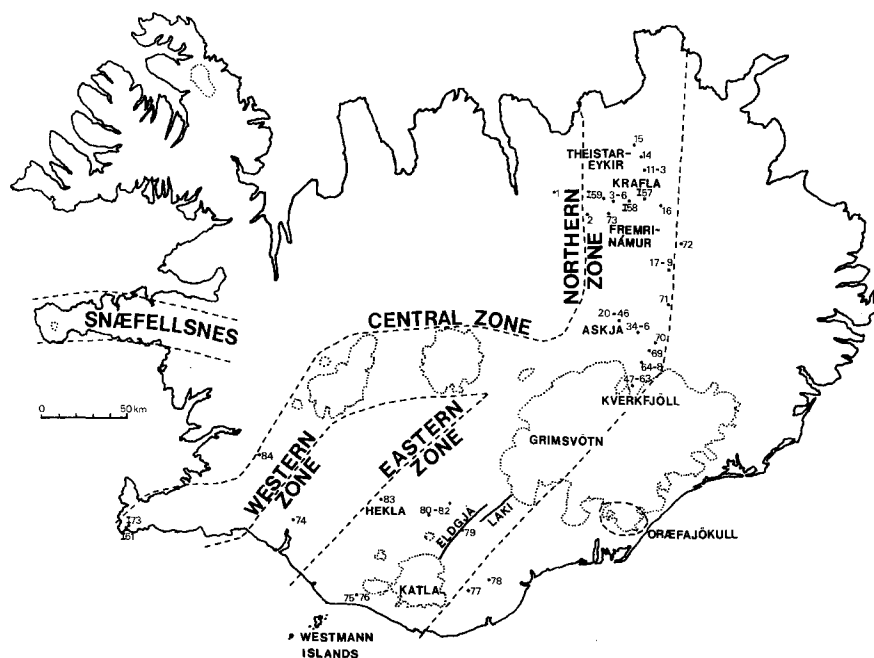 15
THEISTAR-
EYKIR
14
11-3
KRAFLA
1
I59
3-6
I57
I58
16
2
73
FREMRI-
NÁMUR
NORTHERN
ZONE
72
17-9
71
20-46
ASKJA
34-6
70
69
64-8
47-63
KVERKFJÖLL
SNÆFELLSNES
CENTRAL ZONE
0 50 km
GRIMSVÖTN
WESTERN
ZONE
EASTERN
ZONE
84
83
HEKLA
80-82
ELDGJÁ
LAKI
79
74
I73
I61
ORÆFAJÖKULL
KATLA
78
77
75
76
WESTMANN
ISLANDS